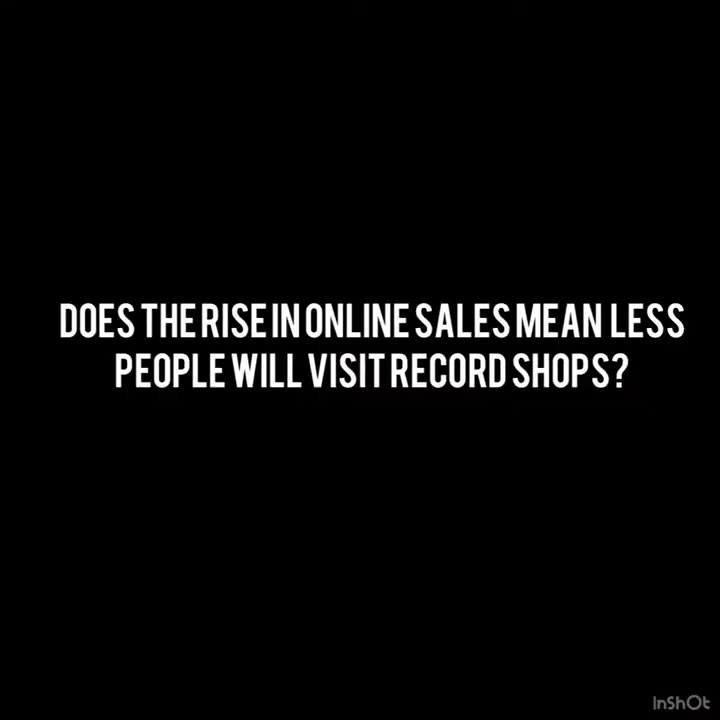 DOES THE RISE IN ONLINE SALES MEAN LESS
PEOPLE WILL VISIT RECORD SHOPS?
InShOt